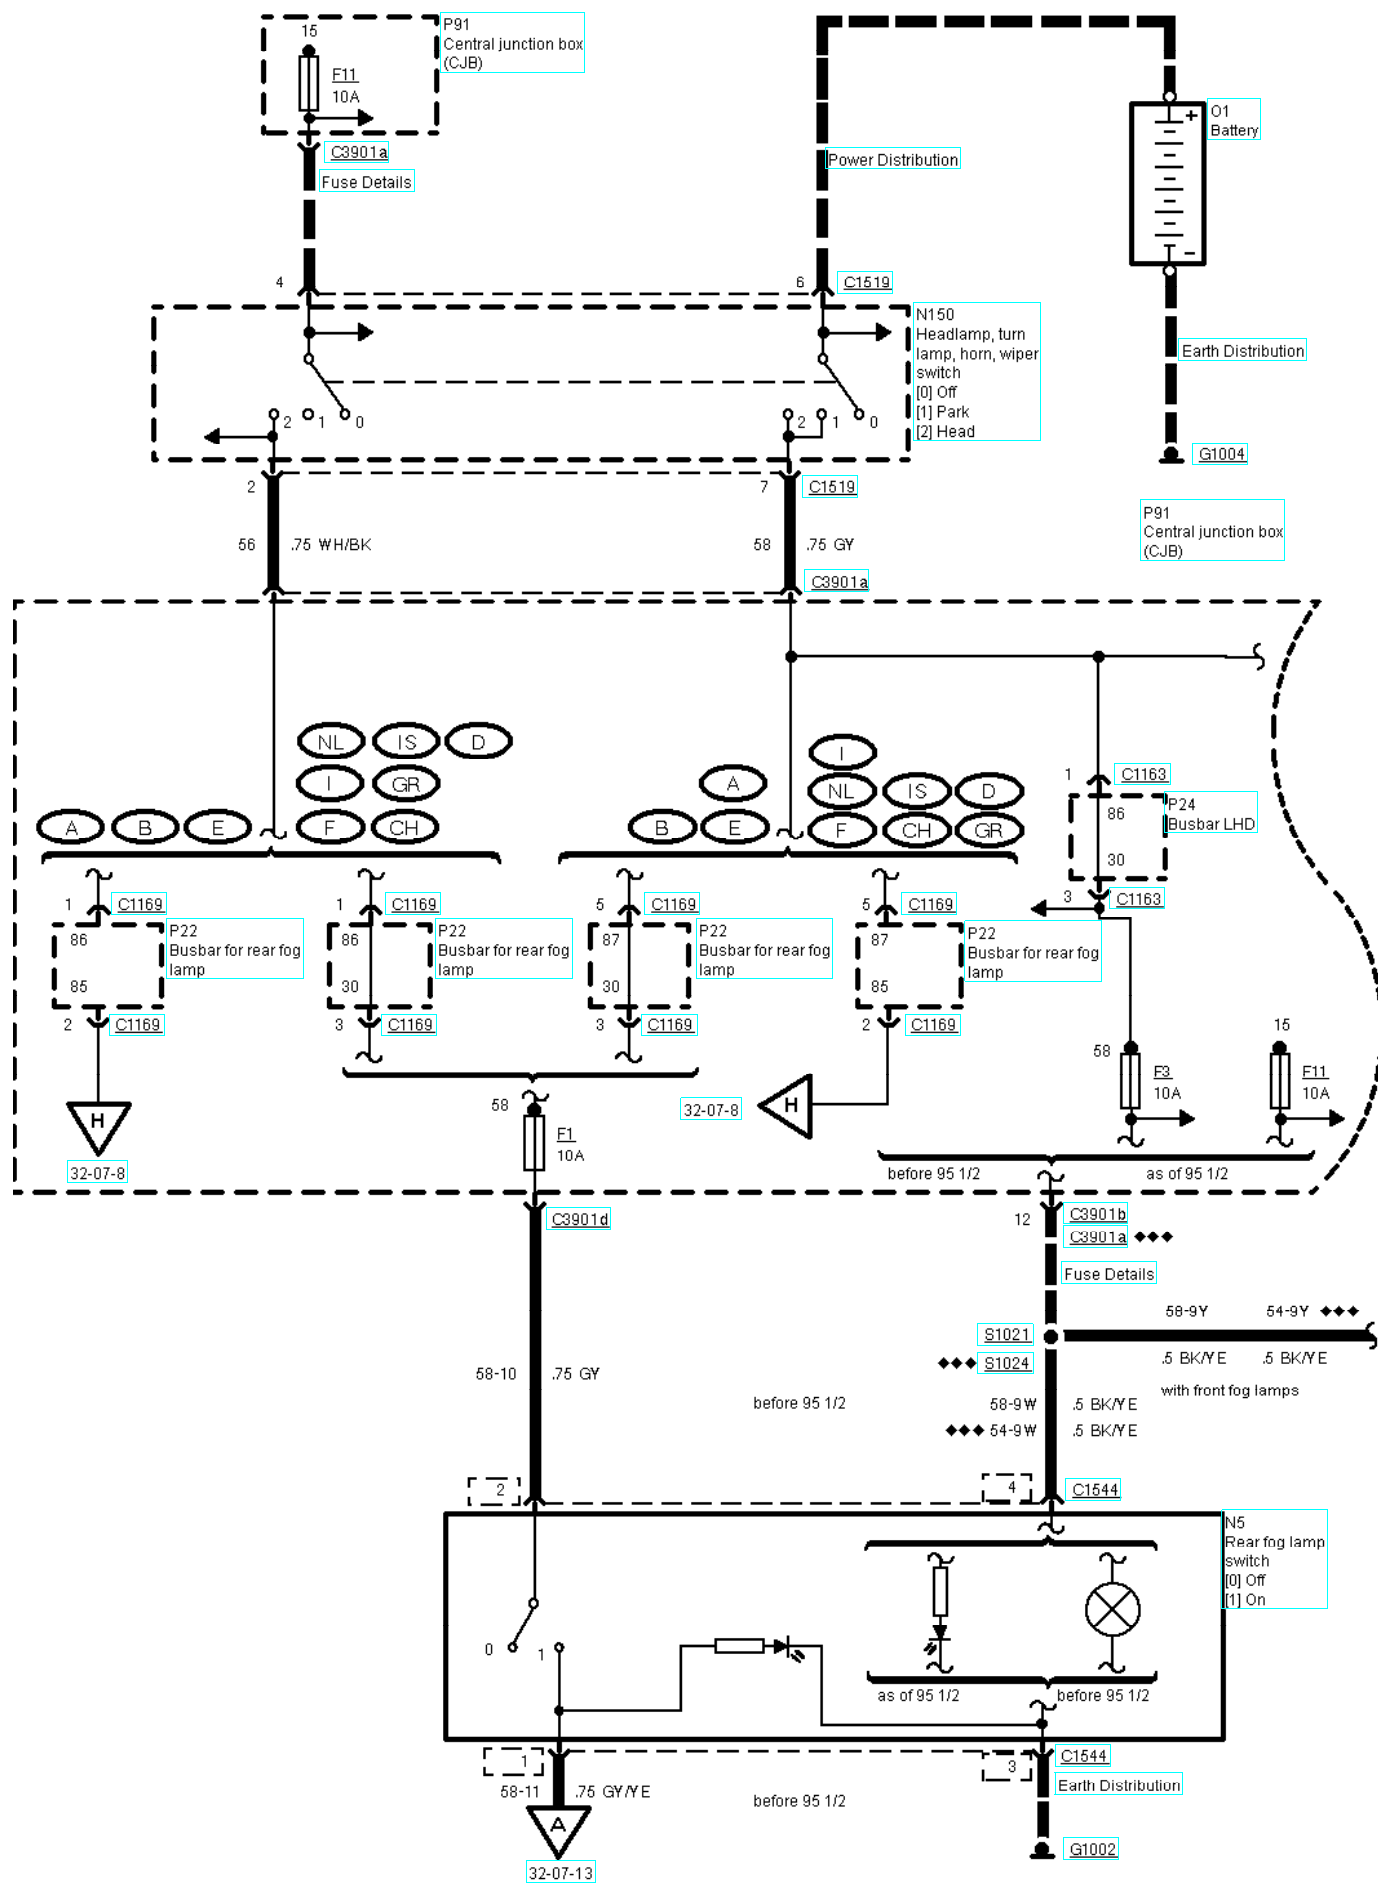 15
P91
Central junction box
(CJB)
F11
10A
C3901a
Fuse Details
Power Distribution
O1
Battery
+
-
Earth Distribution
G1004
4
6
C1519
N150
Headlamp, turn
lamp, horn, wiper
switch
[0] Off
[1] Park
[2] Head
2 1 0
2 1 0
2
7
C1519
56
.75 WH/BK
58
.75 GY
C3901a
P91
Central junction box
(CJB)
NL IS D
I GR
A B E F CH
I
A NL IS D
B E F CH GR
1
C1163
P24
Busbar LHD
86
30
3
C1163
1
C1169
86
85
P22
Busbar for rear fog
lamp
2
C1169
1
C1169
86
30
P22
Busbar for rear fog
lamp
3
C1169
5
C1169
87
30
P22
Busbar for rear fog
lamp
3
C1169
5
C1169
87
85
P22
Busbar for rear fog
lamp
2
C1169
H
32-07-8
58
F1
10A
32-07-8
H
58
F3
10A
15
F11
10A
before 95 1/2
as of 95 1/2
C3901d
12
C3901b
C3901a ◆◆◆
Fuse Details
58-9Y
54-9Y ◆◆◆
S1021
◆◆◆ S1024
.5 BK/YE
.5 BK/YE
with front fog lamps
58-10
.75 GY
before 95 1/2
58-9W
.5 BK/YE
◆◆◆ 54-9W
.5 BK/YE
2
4
C1544
N5
Rear fog lamp
switch
[0] Off
[1] On
0
1
as of 95 1/2
before 95 1/2
1
3
C1544
58-11
.75 GY/YE
before 95 1/2
Earth Distribution
A
32-07-13
G1002